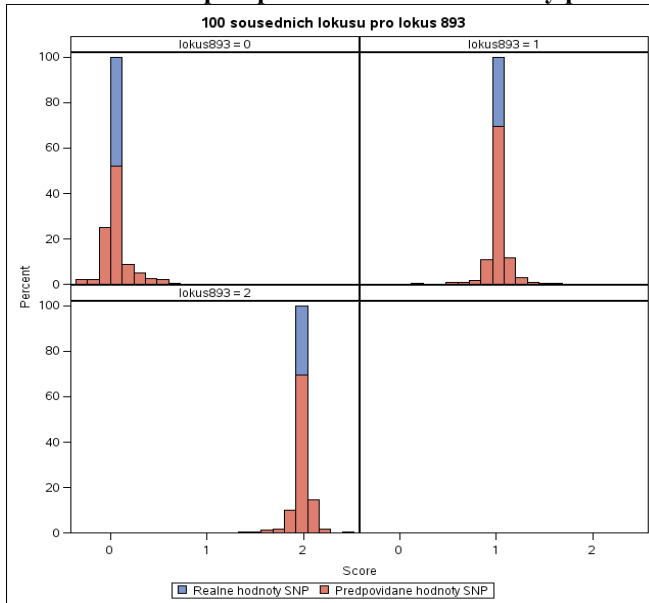 100 sousednich lokusu pro lokus 893
lokus893 = 0
lokus893 = 1
100
80
60
40
20
0
lokus893 = 2
100
80
60
40
20
0
Percent
0 1 2 0 1 2
Score
Realne hodnoty SNP Predpovidane hodnoty SNP